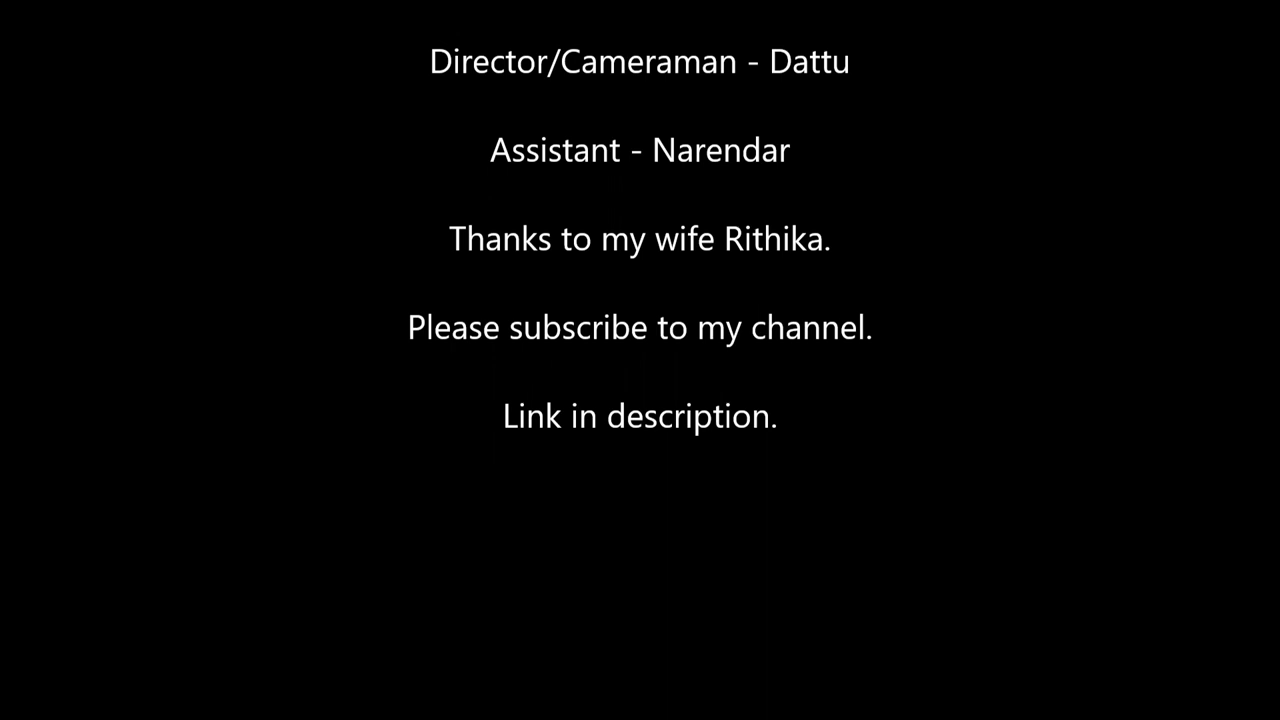 Director/Cameraman - Dattu
Assistant - Narendar
Thanks to my wife Rithika.
Please subscribe to my channel.
Link in description.